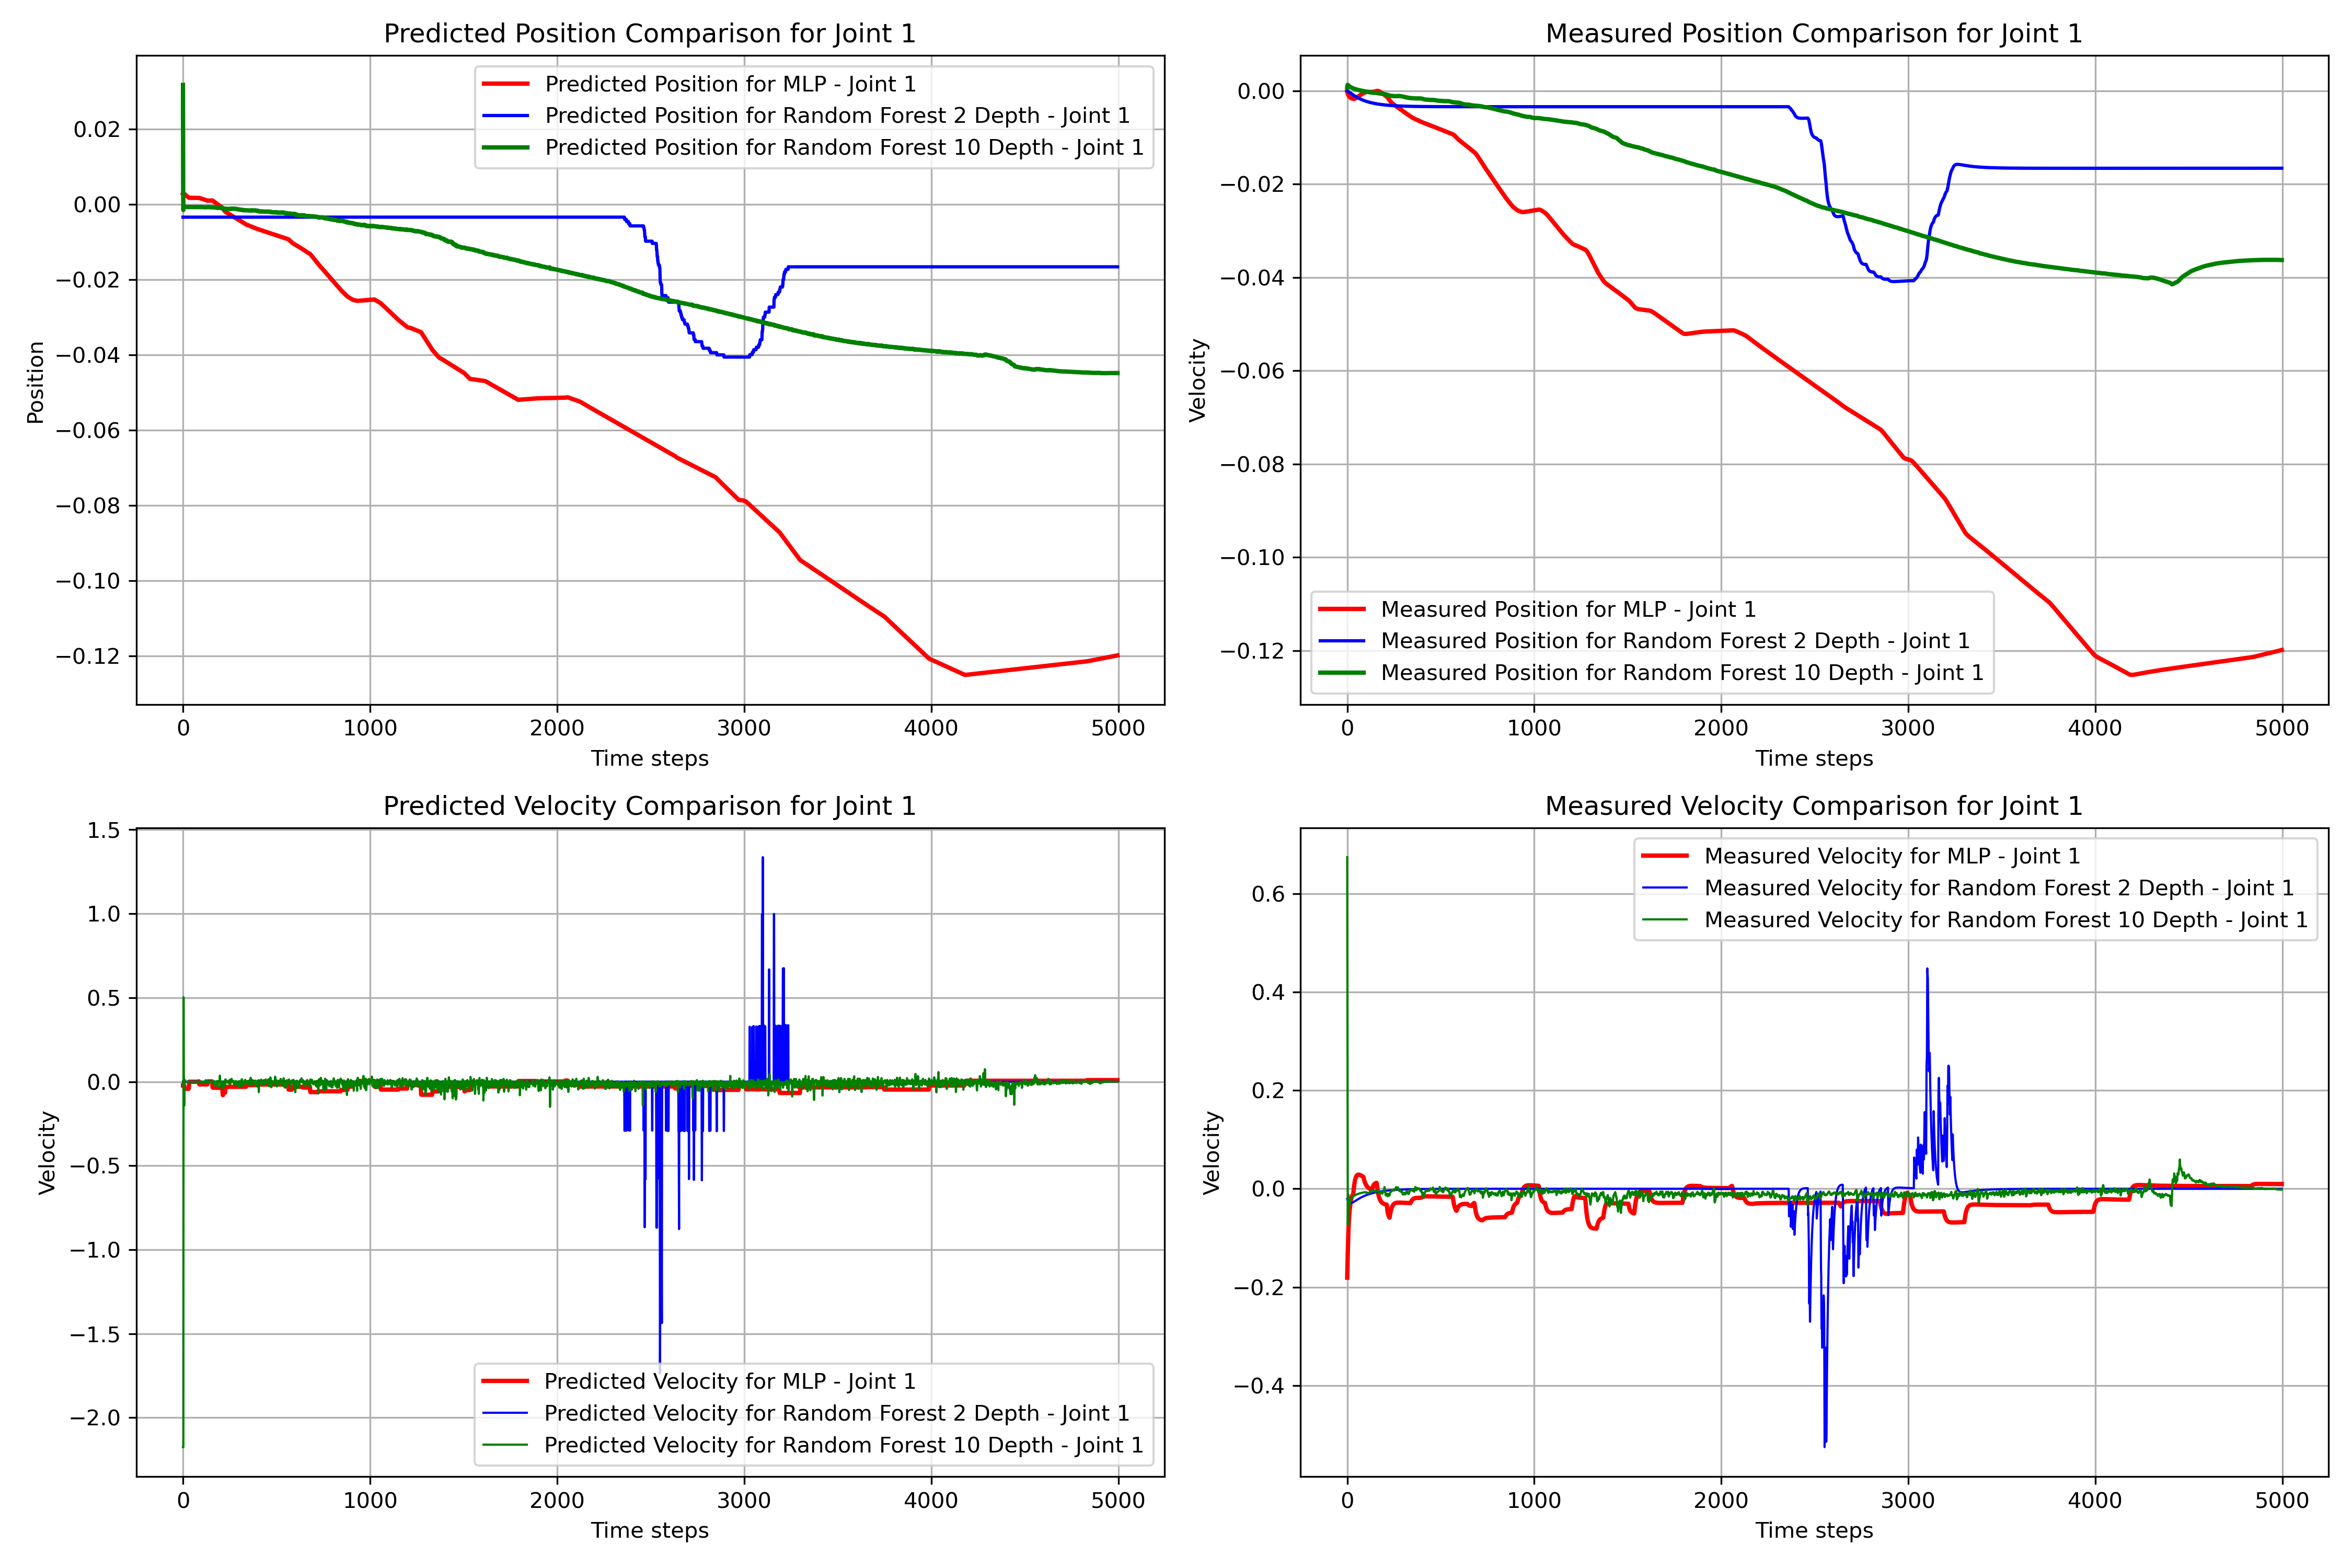 Predicted Position Comparison for Joint 1
Predicted Position for MLP - Joint 1
Predicted Position for Random Forest 2 Depth - Joint 1
Predicted Position for Random Forest 10 Depth - Joint 1
0.02
0.00
−0.02
−0.04
−0.06
−0.08
−0.10
−0.12
Position
0 1000 2000 3000 4000 5000
Time steps
Measured Position Comparison for Joint 1
0.00
−0.02
−0.04
−0.06
−0.08
−0.10
−0.12
Velocity
Measured Position for MLP - Joint 1
Measured Position for Random Forest 2 Depth - Joint 1
Measured Position for Random Forest 10 Depth - Joint 1
0 1000 2000 3000 4000 5000
Time steps
Predicted Velocity Comparison for Joint 1
1.5
1.0
0.5
0.0
−0.5
−1.0
−1.5
−2.0
Velocity
Predicted Velocity for MLP - Joint 1
Predicted Velocity for Random Forest 2 Depth - Joint 1
Predicted Velocity for Random Forest 10 Depth - Joint 1
0 1000 2000 3000 4000 5000
Time steps
Measured Velocity Comparison for Joint 1
Measured Velocity for MLP - Joint 1
Measured Velocity for Random Forest 2 Depth - Joint 1
Measured Velocity for Random Forest 10 Depth - Joint 1
0.6
0.4
0.2
0.0
−0.2
−0.4
Velocity
0 1000 2000 3000 4000 5000
Time steps